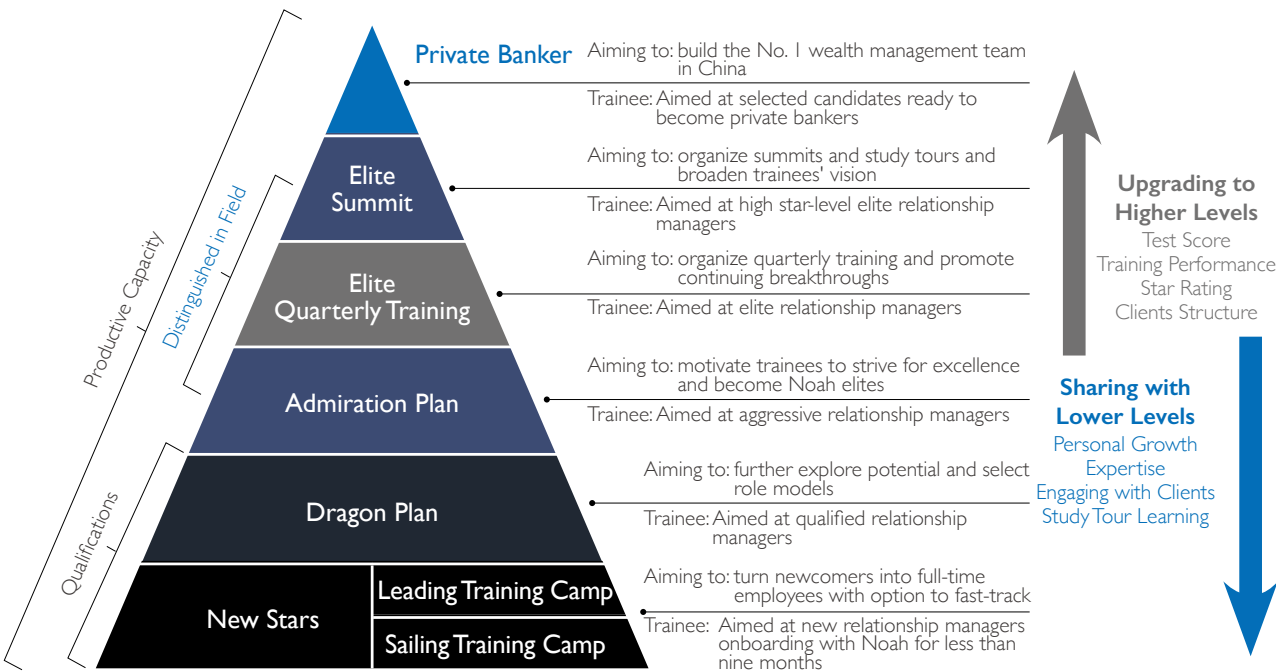 Private Banker
Aiming to: build the No. 1 wealth management team
in China
Trainee: Aimed at selected candidates ready to
become private bankers
Elite
Summit
Aiming to: organize summits and study tours and
broaden trainees' vision
Trainee: Aimed at high star-level elite relationship
managers
Elite
Quarterly Training
Aiming to: organize quarterly training and promote
continuing breakthroughs
Trainee: Aimed at elite relationship managers
Admiration Plan
Aiming to: motivate trainees to strive for excellence
and become Noah elites
Trainee: Aimed at aggressive relationship managers
Dragon Plan
Aiming to: further explore potential and select
role models
Trainee: Aimed at qualified relationship
managers
New Stars
Leading Training Camp
Sailing Training Camp
Aiming to: turn newcomers into full-time
employees with option to fast-track
Trainee: Aimed at new relationship managers
onboarding with Noah for less than
nine months
Productive Capacity
Distinguished in Field
Qualifications
Upgrading to
Higher Levels
Test Score
Training Performance
Star Rating
Clients Structure
Sharing with
Lower Levels
Personal Growth
Expertise
Engaging with Clients
Study Tour Learning